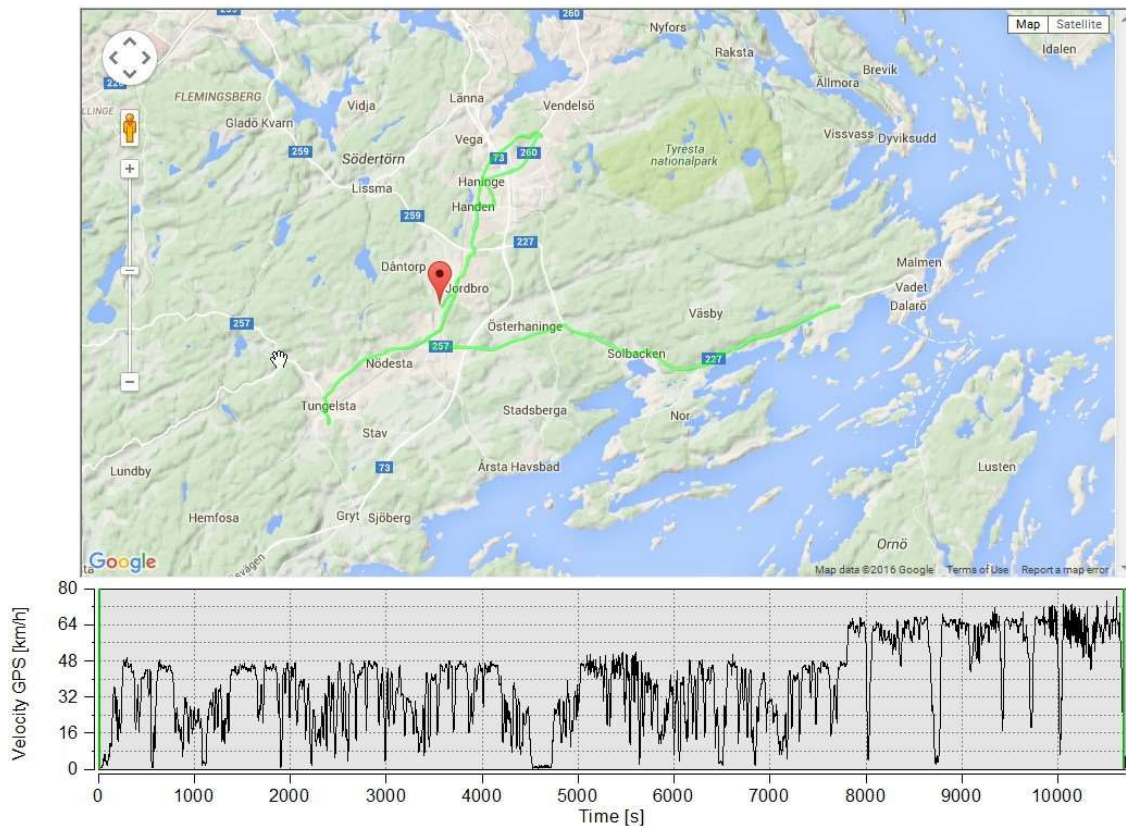 Nyfors
260
Map Satellite
Raksta
Idalen
Brevik
Ällmora
226
LLINGE
FLEMINGSBERG
Vidja
Länna
Vendelsö
Gladö Kvarn
Vissvass
Dyviksudd
259
Södertörn
Vega
73
260
Tyresta
nationalpark
Lissma
Haninge
Handen
259
227
Dåntorp
Malmen
Jordbro
Vadet
Dalarö
257
Österhaninge
Väsby
257
Nödesta
Solbacken
227
Tungelsta
Stadsberga
Nor
Stav
Lundby
73
Årsta Havsbad
Lusten
Hemfosa
Gryt
Sjöberg
Ornö
svägen
sta
Google
Map data ©2016 Google
Terms of Use
Report a map error
80
64
48
32
16
0
Velocity GPS [km/h]
0 1000 2000 3000 4000 5000 6000 7000 8000 9000 10000
Time [s]